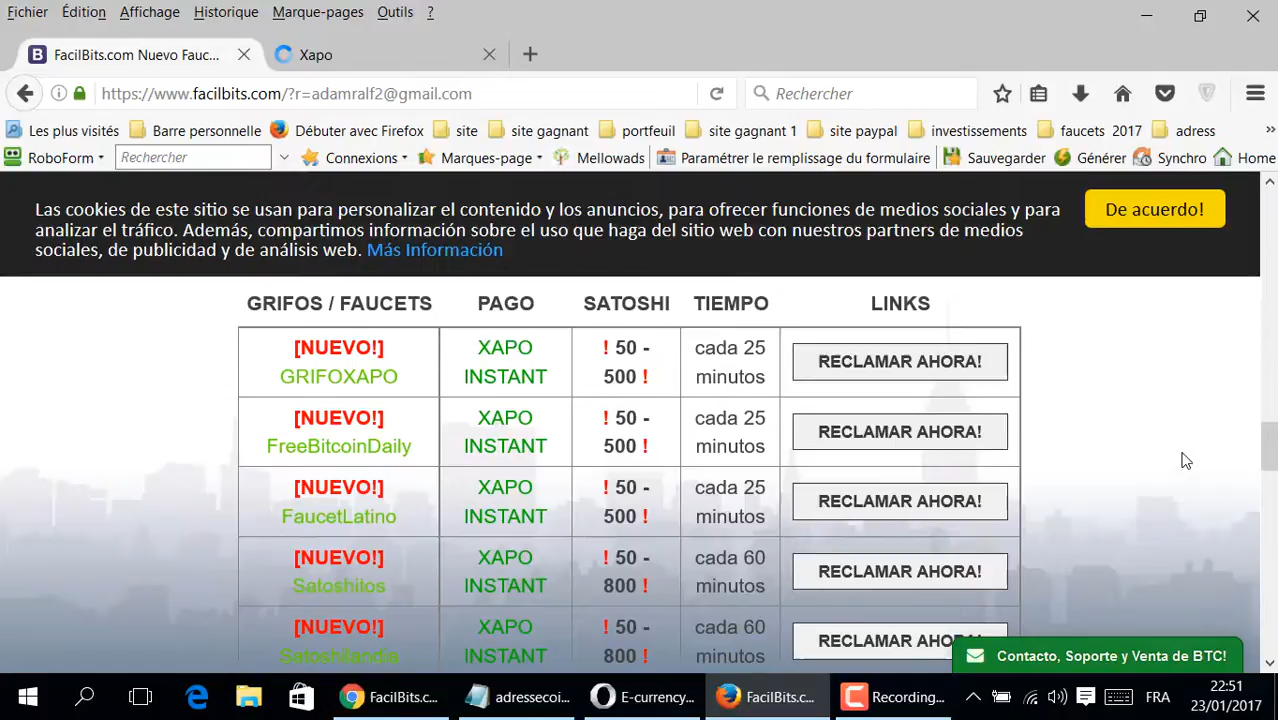 Fichier Édition Affichage Historique Marque-pages Outils ?
FacilBits.com Nuevo Fauc... Xapo
https://www.facilbits.com/?r=adamralf2@gmail.com Rechercher
Les plus visités Barre personnelle Débuter avec Firefox site site gagnant portfeuil site gagnant 1 site paypal investissements faucets 2017 adress
RoboForm Rechercher Connexions Marques-page Mellowads Paramétrer le remplissage du formulaire Sauvegarder Générer Synchro Home
Las cookies de este sitio se usan para personalizar el contenido y los anuncios, para ofrecer funciones de medios sociales y para
analizar el tráfico. Además, compartimos información sobre el uso que haga del sitio web con nuestros partners de medios
sociales, de publicidad y de análisis web. Más Información
De acuerdo!
GRIFOS / FAUCETS PAGO SATOSHI TIEMPO LINKS
[NUEVO!] XAPO ! 50 - cada 25
GRIFOXAPO INSTANT 500 ! minutos
RECLAMAR AHORA!
[NUEVO!] XAPO ! 50 - cada 25
FreeBitcoinDaily INSTANT 500 ! minutos
RECLAMAR AHORA!
[NUEVO!] XAPO ! 50 - cada 25
FaucetLatino INSTANT 500 ! minutos
RECLAMAR AHORA!
[NUEVO!] XAPO ! 50 - cada 60
Satoshitos INSTANT 800 ! minutos
RECLAMAR AHORA!
[NUEVO!] XAPO ! 50 - cada 60
Satoshilandia INSTANT 800 ! minutos
RECLAMAR AHORA!
Contacto, Soporte y Venta de BTC!
FacilBits.c... adressecoi... E-currency... FacilBits.c... Recording... FRA
22:51
23/01/2017